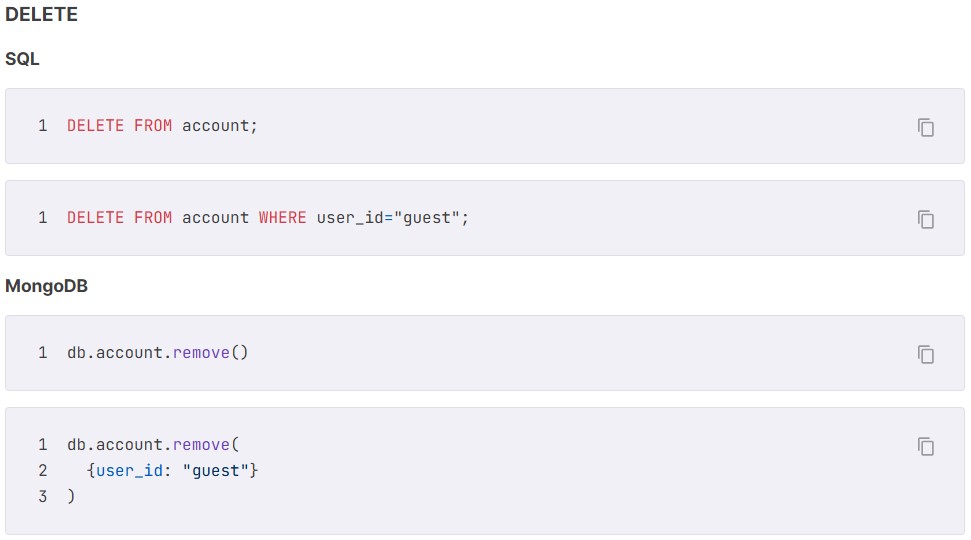 DELETE
SQL
1 DELETE FROM account;
1 DELETE FROM account WHERE user_id="guest";
MongoDB
1 db.account.remove()
1 db.account.remove(
2   {user_id: "guest"}
3 )